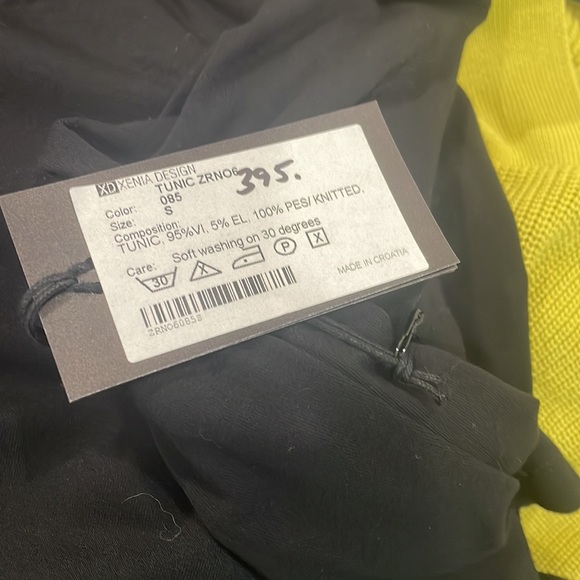 XD XENIA DESIGN
TUNIC ZRNO6 395.
Color: 085
Size: S
Composition:
TUNIC, 95%VI, 5% EL, 100% PES/ KNITTED,
Care: Soft washing on 30 degrees
30 P X
MADE IN CROATIA
ZRNO6085B